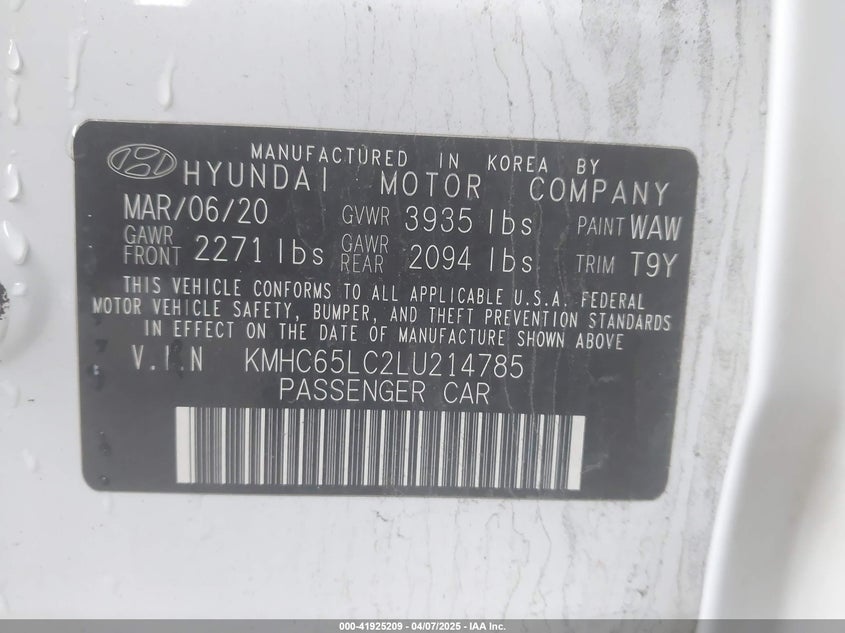 MANUFACTURED IN KOREA BY
HYUNDAI MOTOR COMPANY
MAR/06/20 GVWR 3935 lbs PAINT WAW
GAWR FRONT 2271 lbs GAWR REAR 2094 lbs TRIM T9Y
THIS VEHICLE CONFORMS TO ALL APPLICABLE U.S.A. FEDERAL
MOTOR VEHICLE SAFETY, BUMPER, AND THEFT PREVENTION STANDARDS
IN EFFECT ON THE DATE OF MANUFACTURE SHOWN ABOVE
V.I.N KMHC65LC2LU214785
PASSENGER CAR
000-41925209 - 04/07/2025 - IAA Inc.